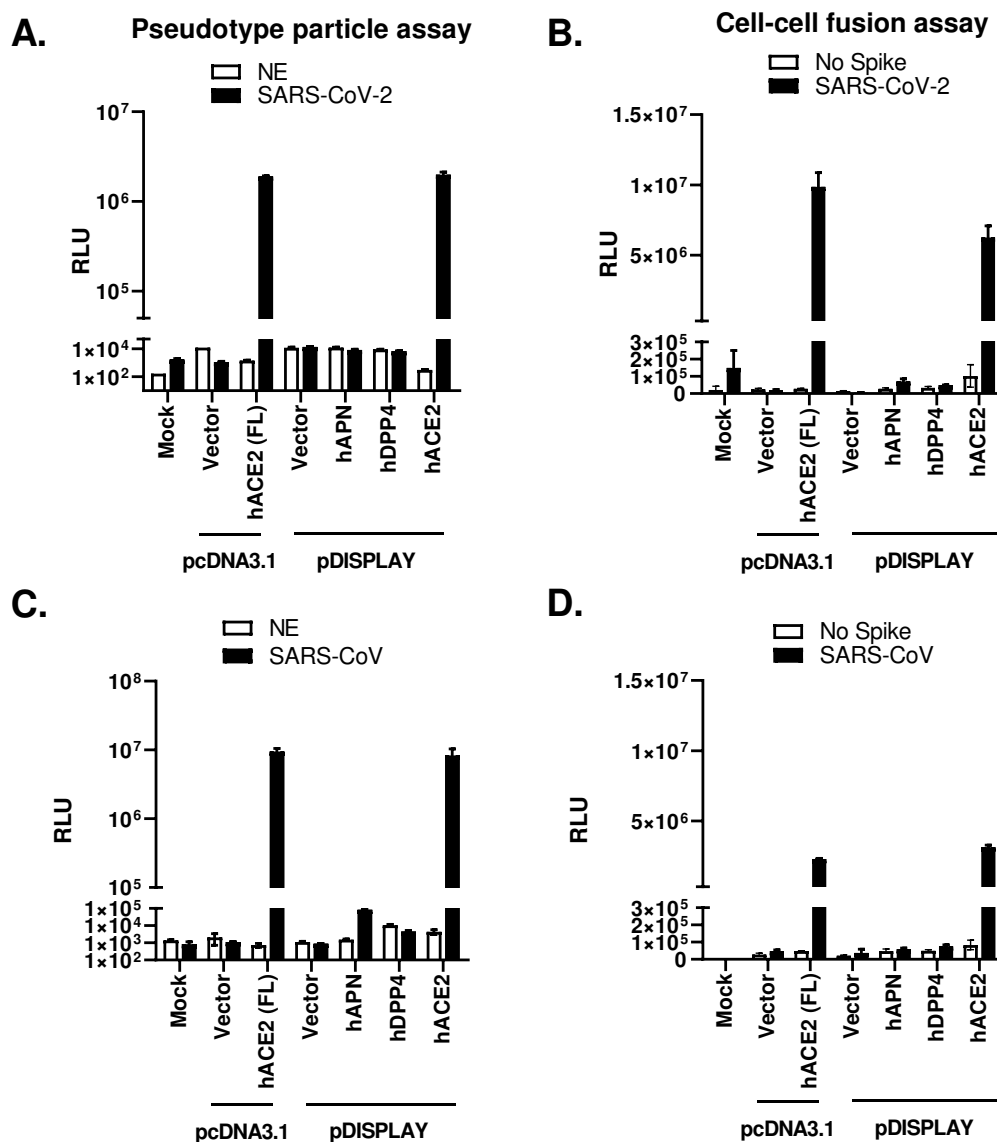 A. Pseudotype particle assay
NE
SARS-CoV-2
10⁷
10⁶
10⁵
1×10⁴
1×10²
RLU
Mock
Vector
hACE2 (FL)
Vector
hAPN
hDPP4
hACE2
pcDNA3.1
pDISPLAY
B. Cell-cell fusion assay
No Spike
SARS-CoV-2
1.5×10⁷
1×10⁷
5×10⁶
3×10⁵
2×10⁵
1×10⁵
0
RLU
Mock
Vector
hACE2 (FL)
Vector
hAPN
hDPP4
hACE2
pcDNA3.1
pDISPLAY
C.
NE
SARS-CoV
10⁸
10⁷
10⁶
10⁵
1×10⁵
1×10⁴
1×10³
1×10²
RLU
Mock
Vector
hACE2 (FL)
Vector
hAPN
hDPP4
hACE2
pcDNA3.1
pDISPLAY
D.
No Spike
SARS-CoV
1.5×10⁷
1×10⁷
5×10⁶
3×10⁵
2×10⁵
1×10⁵
0
RLU
Mock
Vector
hACE2 (FL)
Vector
hAPN
hDPP4
hACE2
pcDNA3.1
pDISPLAY